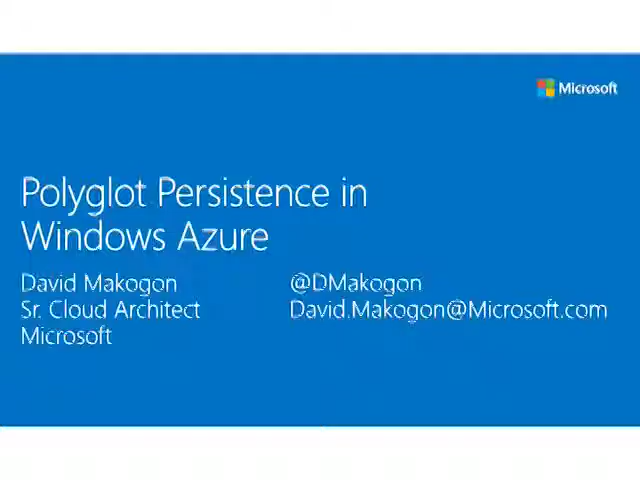 Microsoft
Polyglot Persistence in
Windows Azure
David Makogon
@DMakogon
Sr. Cloud Architect
David.Makogon@Microsoft.com
Microsoft